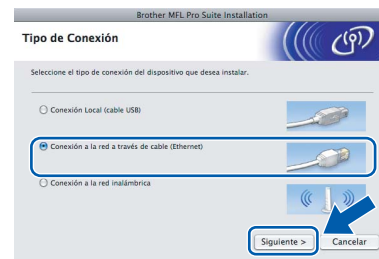 Brother MFL Pro Suite Installation
Tipo de Conexión
Seleccione el tipo de conexión del dispositivo que desea instalar.
Conexión Local (cable USB)
Conexión a la red a través de cable (Ethernet)
Conexión a la red inalámbrica
Siguiente > Cancelar